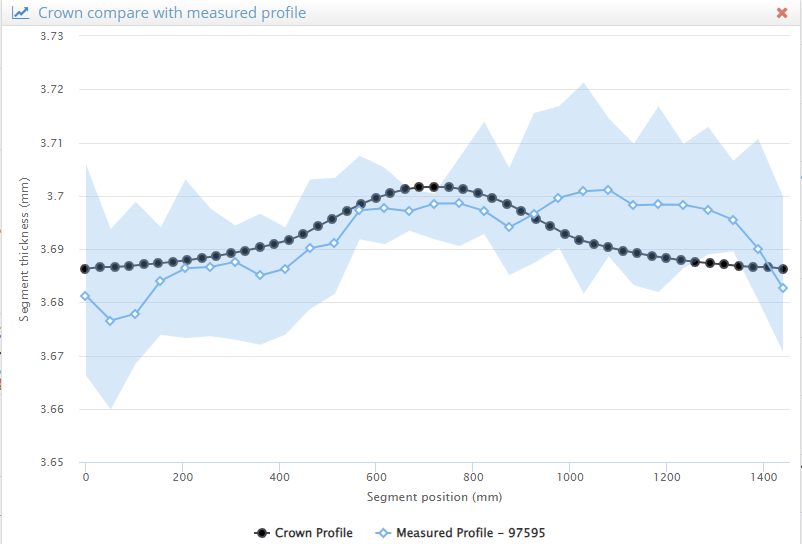 Crown compare with measured profile
3.73
3.72
3.71
3.7
3.69
3.68
3.67
3.66
3.65
Segment thickness (mm)
0 200 400 600 800 1000 1200 1400
Segment position (mm)
Crown Profile Measured Profile - 97595